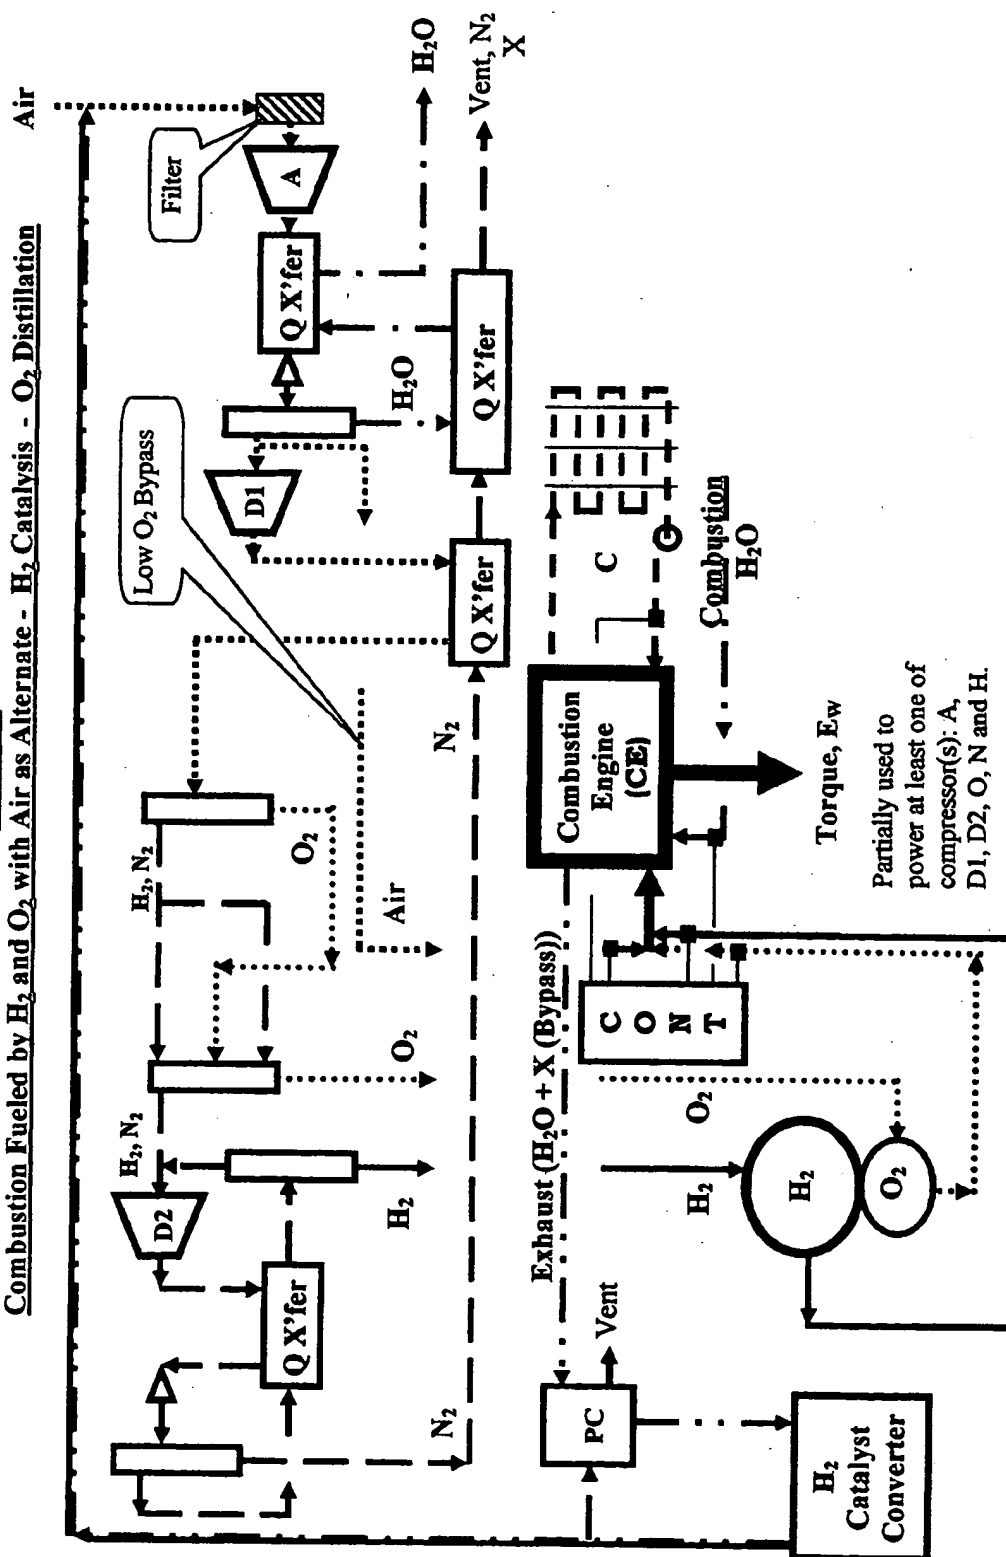 Combustion Fueled by H₂ and O₂ with Air as Alternate - H₂ Catalysis - O₂ Distillation
Air
Filter
A
Q X'fer
H₂O
H₂O
Low O₂ Bypass
D1
Q X'fer
Q X'fer
Vent, N₂
X
H₂, N₂
O₂
Air
N₂
H₂, N₂
O₂
D2
H₂
Q X'fer
N₂
Exhaust (H₂O + X (Bypass))
Combustion
Engine
(CE)
C
Combustion
H₂O
Torque, Ew
Partially used to
power at least one of
compressor(s): A,
D1, D2, O, N and H.
C
O
N
T
O₂
H₂
H₂
O₂
PC
Vent
H₂
Catalyst
Converter